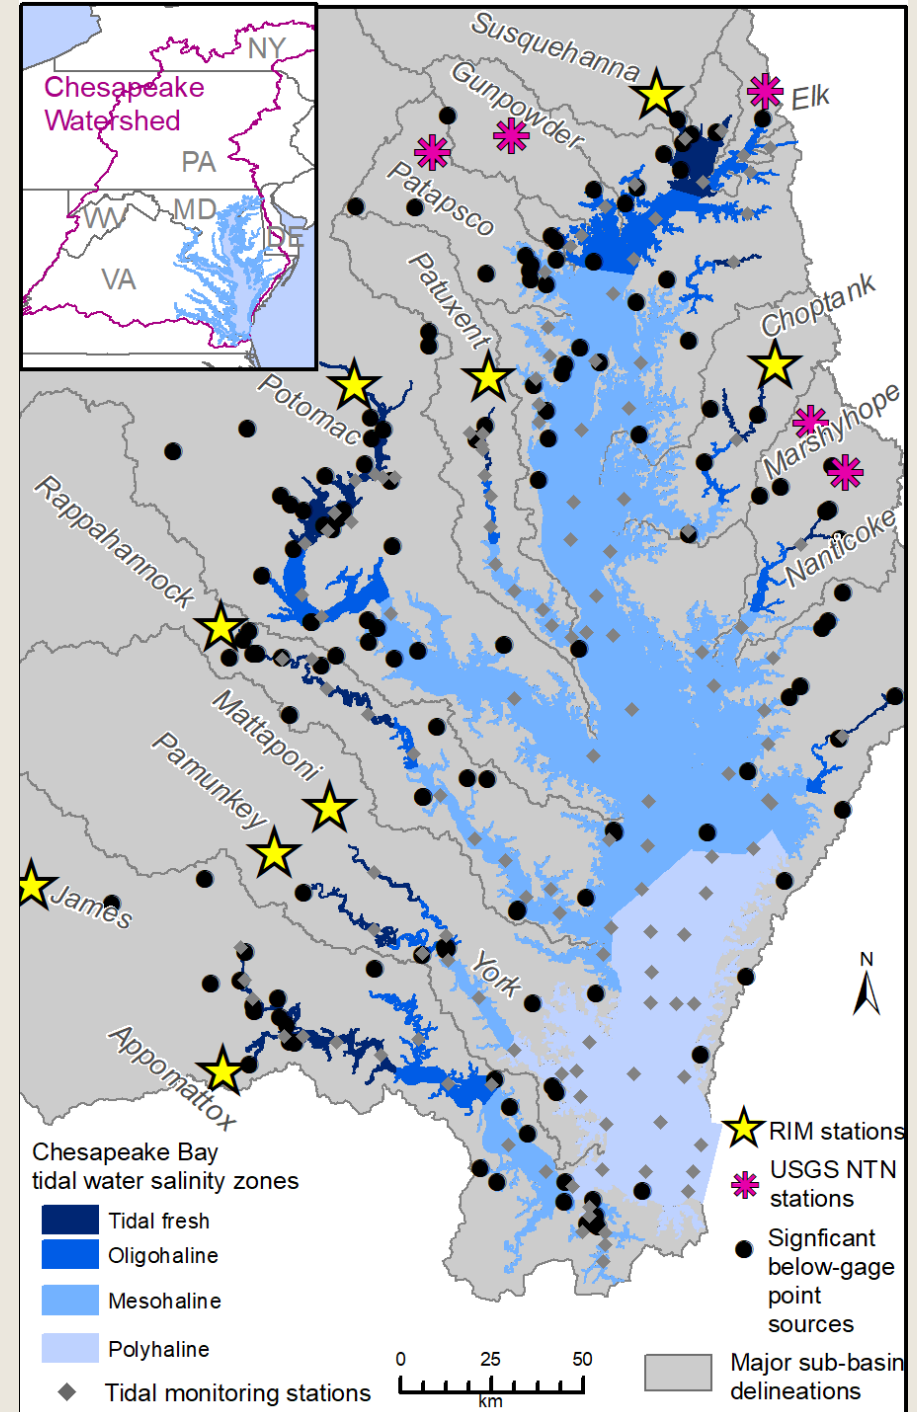 NY
Chesapeake
Watershed
PA
WV
MD
DE
VA
Susquehanna
Gunpowder
Elk
Patapsco
Patuxent
Choptank
Potomac
Marshyhope
Rappahannock
Nanticoke
Mattaponi
Pamunkey
James
York
N
Appomattox
Chesapeake Bay
tidal water salinity zones
Tidal fresh
Oligohaline
Mesohaline
Polyhaline
Tidal monitoring stations
0 25 50
km
RIM stations
USGS NTN
stations
Signficant
below-gage
point
sources
Major sub-basin
delineations